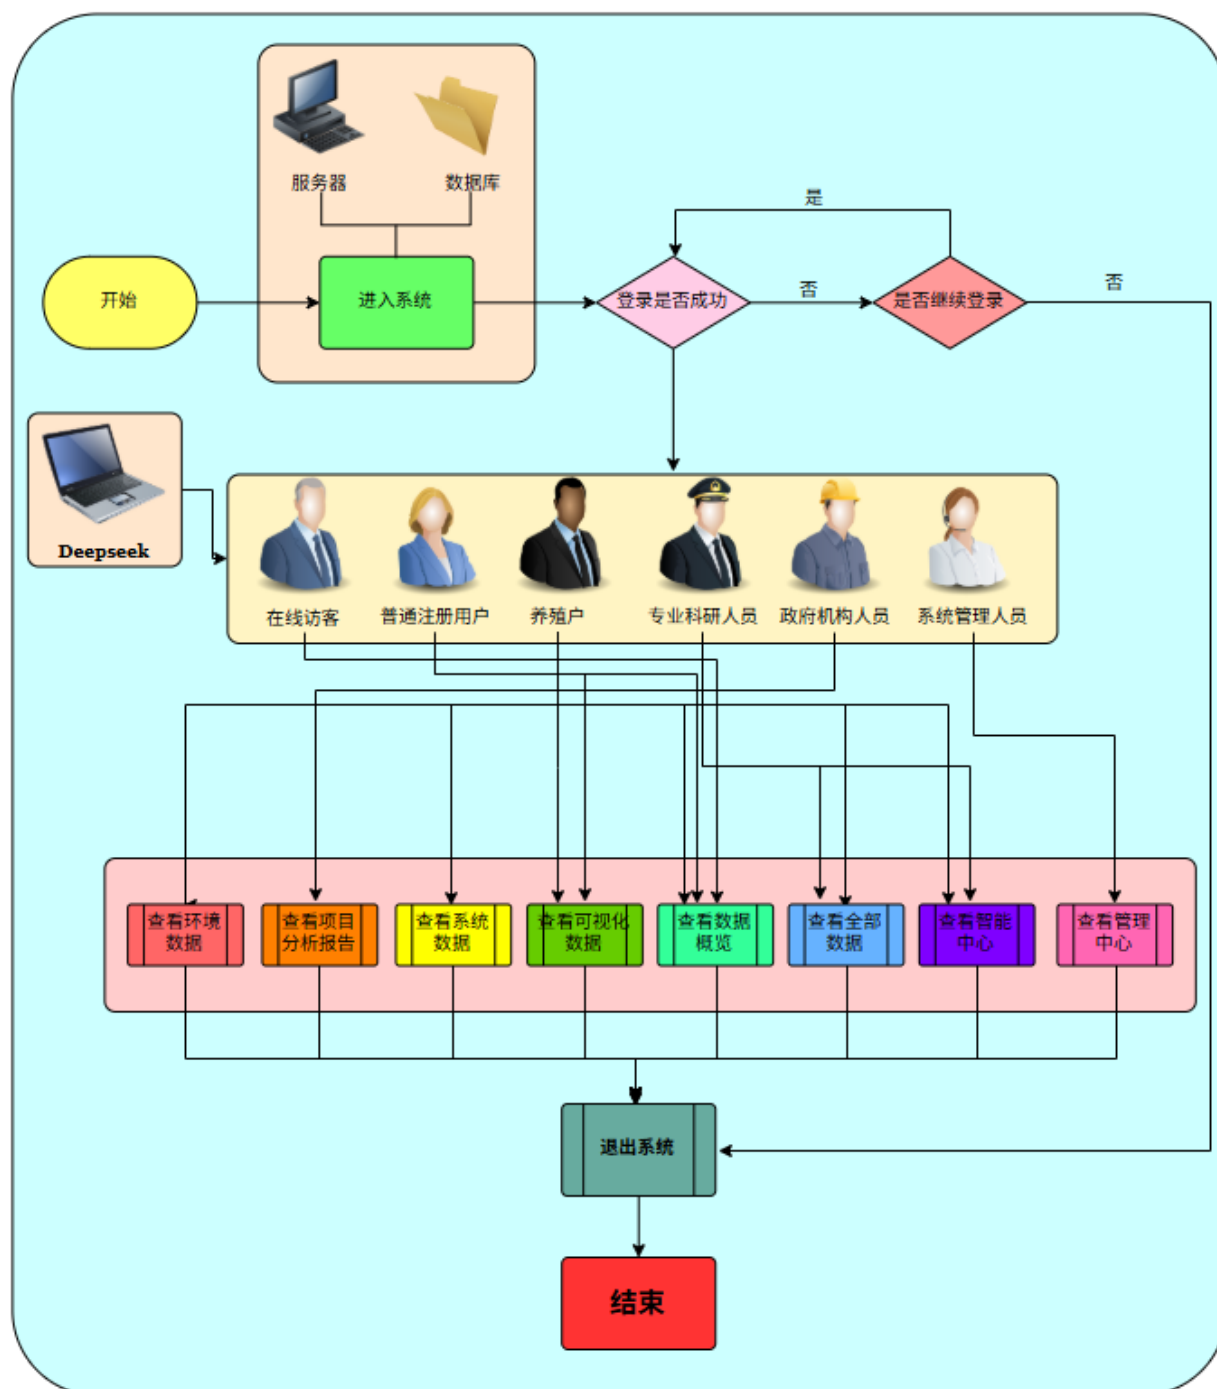 服务器
数据库
是
开始
进入系统
登录是否成功
否
是否继续登录
否
Deepseek
在线访客
普通注册用户
养殖户
专业科研人员
政府机构人员
系统管理人员
查看环境
数据
查看项目
分析报告
查看系统
数据
查看可视化
数据
查看数据
概览
查看全部
数据
查看智能
中心
查看管理
中心
退出系统
结束